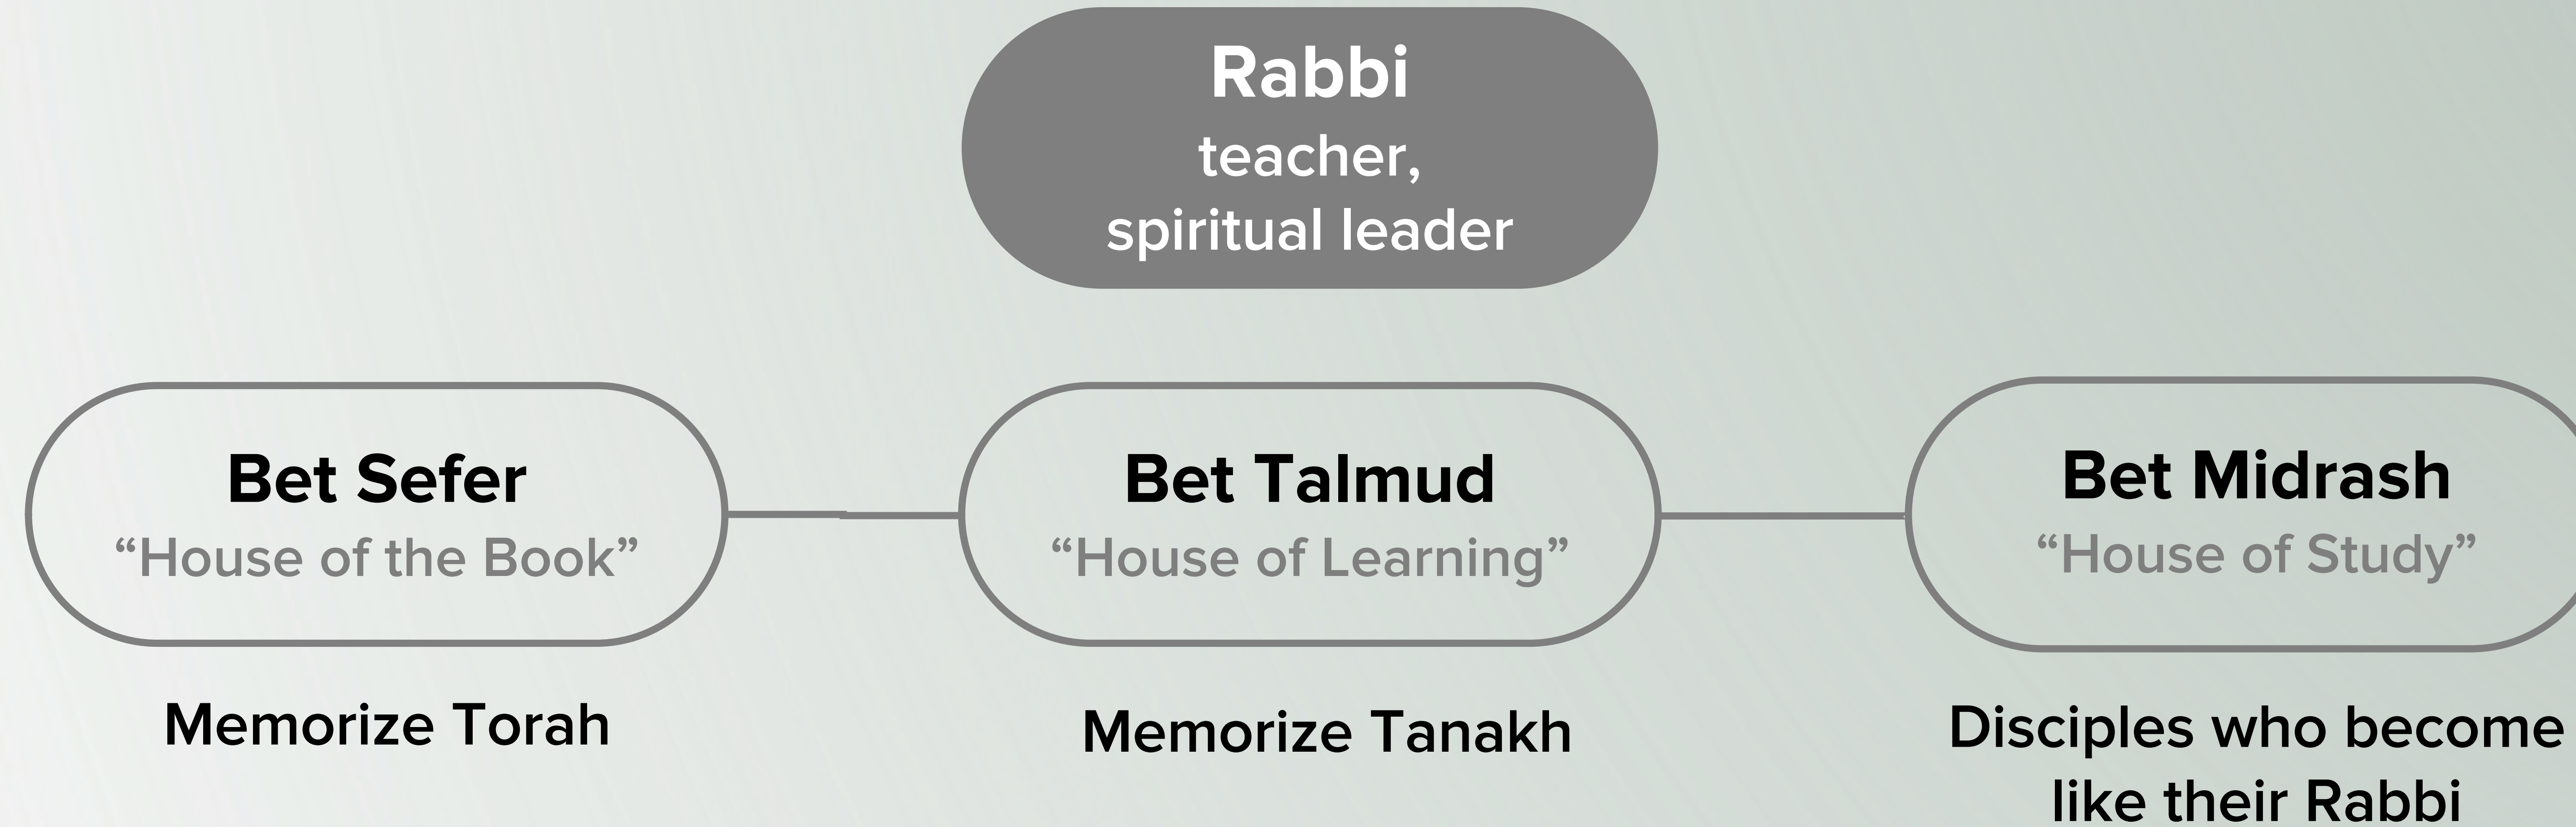 Rabbi
teacher,
spiritual leader
Bet Sefer
“House of the Book”
Memorize Torah
Bet Talmud
“House of Learning”
Memorize Tanakh
Bet Midrash
“House of Study”
Disciples who become
like their Rabbi